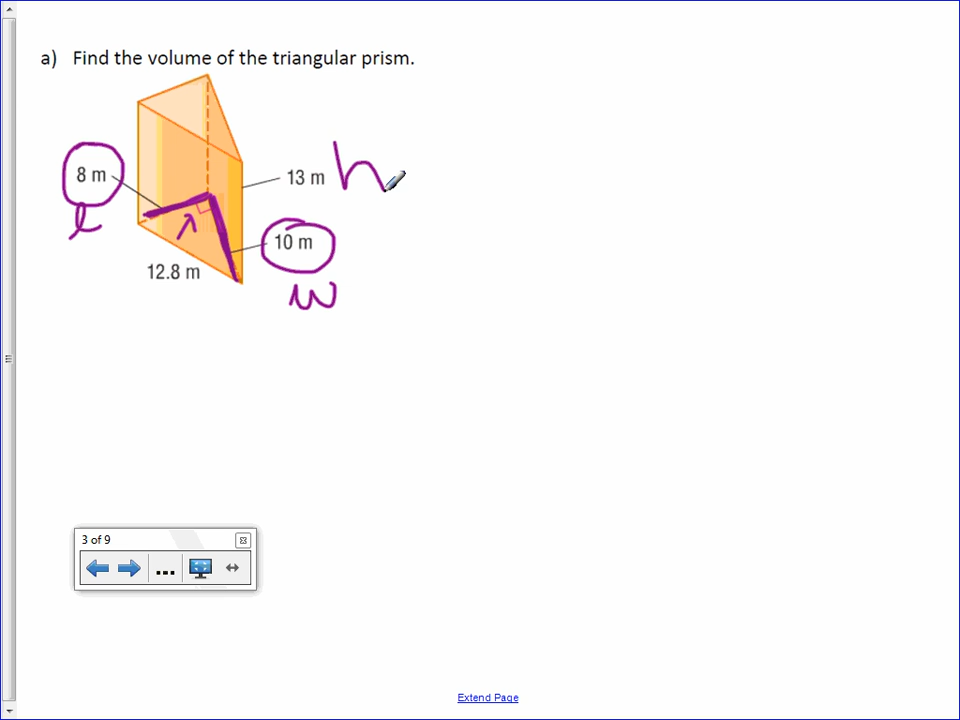 a) Find the volume of the triangular prism.
8 m
13 m h
l
10 m
12.8 m
w
3 of 9
...
Extend Page